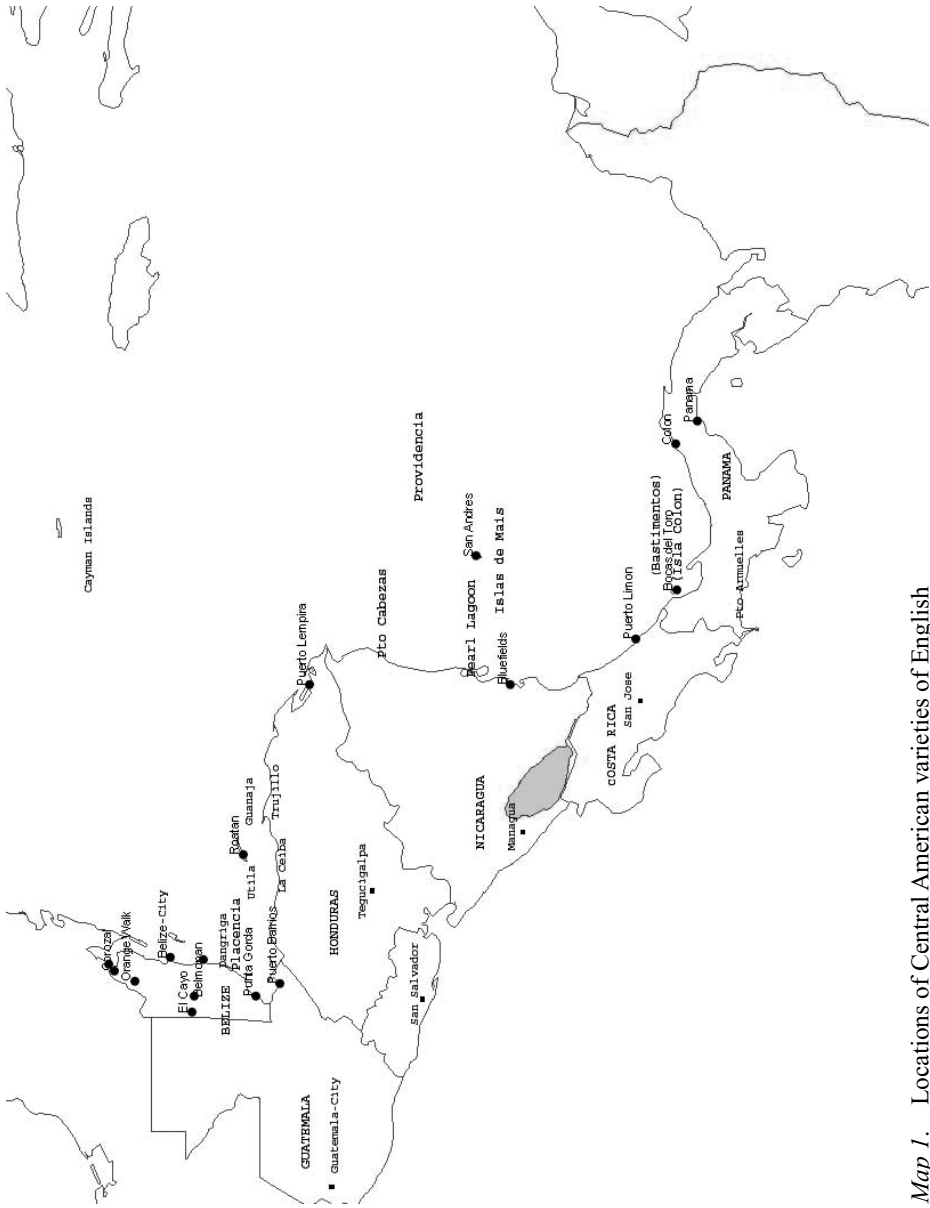 Cayman Islands
Corozal
Orange Walk
Belize-City
El Cayo
Belmopan
Dangriga
Placencia
BELIZE
Punta Gorda
Puerto Barrios
Roatan
Guanaja
Utila
Trujillo
La Ceiba
Puerto Lempira
GUATEMALA
Guatemala-City
HONDURAS
Tegucigalpa
San Salvador
Pto Cabezas
Providencia
San Andres
Pearl Lagoon
Islas de Mais
Bluefields
NICARAGUA
Managua
COSTA RICA
San Jose
Puerto Limon
(Bastimentos)
Bocas del Toro
(Isla Colon)
Colon
Panama
PANAMA
Pto Armuelles
Map 1. Locations of Central American varieties of English